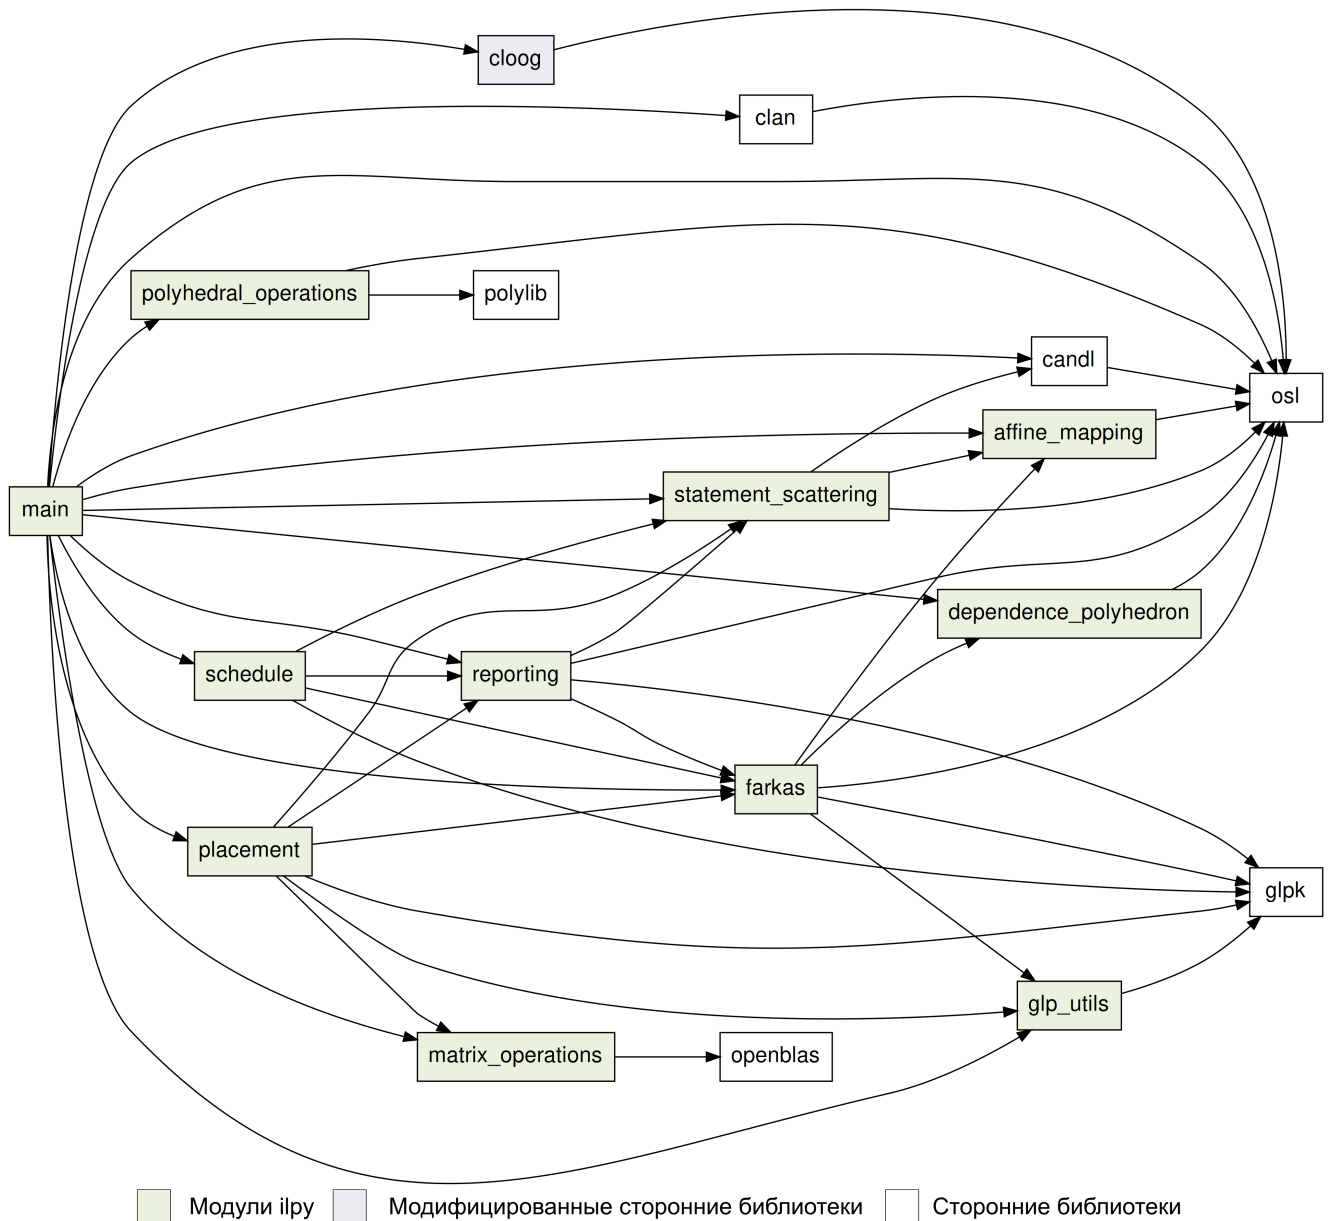 cloog
clan
polyhedral_operations
polylib
candl
osl
affine_mapping
main
statement_scattering
dependence_polyhedron
schedule
reporting
farkas
placement
glpk
glp_utils
matrix_operations
openblas
Модули ilpy
Модифицированные сторонние библиотеки
Сторонние библиотеки